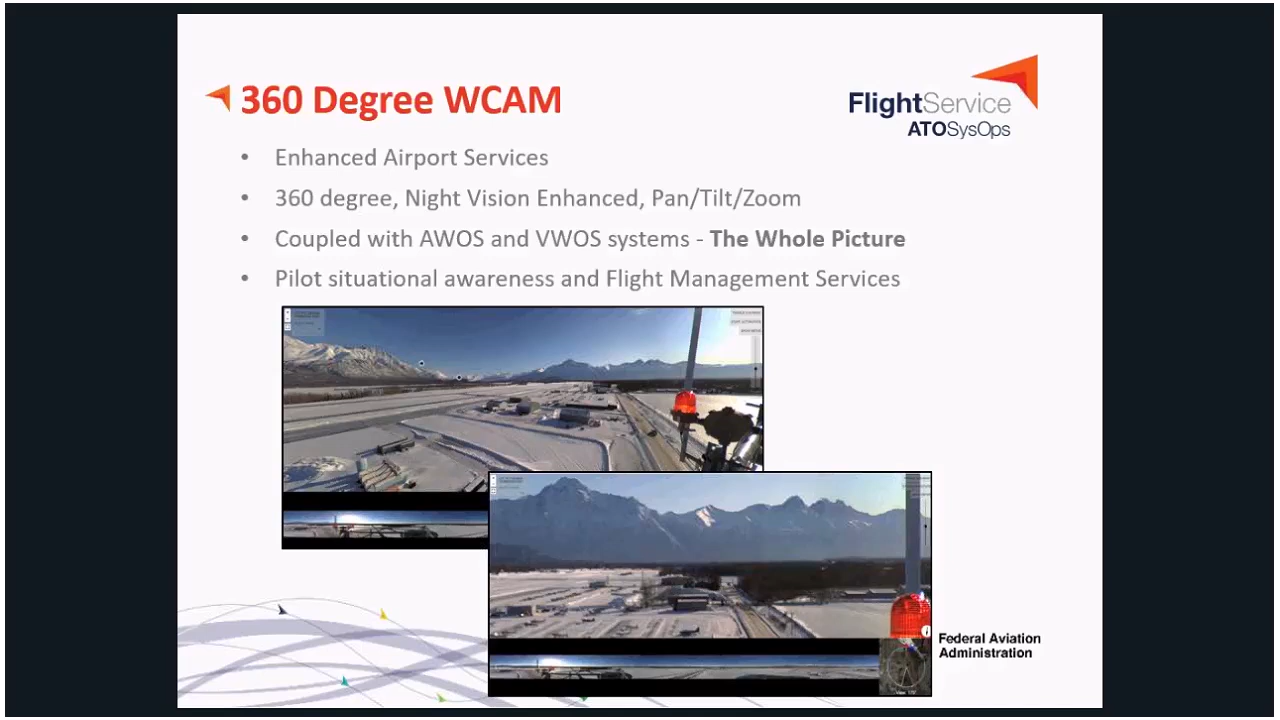 360 Degree WCAM
FlightService
ATOSysOps
• Enhanced Airport Services
• 360 degree, Night Vision Enhanced, Pan/Tilt/Zoom
• Coupled with AWOS and VWOS systems - The Whole Picture
• Pilot situational awareness and Flight Management Services
Federal Aviation
Administration